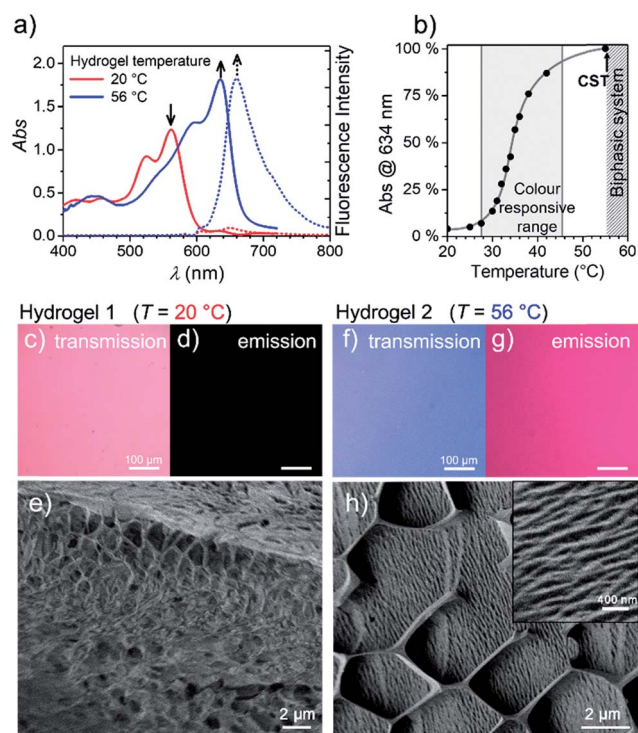 a)
Hydrogel temperature
20 °C
56 °C
Abs
2.0
1.5
1.0
0.5
0.0
400 500 600 700 800
λ (nm)
Fluorescence Intensity
b)
Abs @ 634 nm
100 %
75 %
50 %
25 %
0 %
CST
Biphasic system
Colour
responsive
range
20 30 40 50 60
Temperature (°C)
Hydrogel 1 (T = 20 °C)
c) transmission
100 µm
d) emission
Hydrogel 2 (T = 56 °C)
f) transmission
100 µm
g) emission
e)
2 µm
h)
400 nm
2 µm